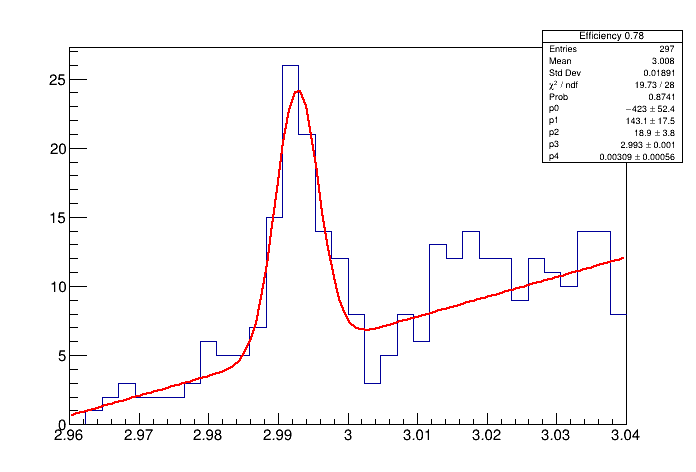 Efficiency 0.78
Entries 297
Mean 3.008
Std Dev 0.01891
χ² / ndf 19.73 / 28
Prob 0.8741
p0 −423 ± 52.4
p1 143.1 ± 17.5
p2 18.9 ± 3.8
p3 2.993 ± 0.001
p4 0.00309 ± 0.00056
25
20
15
10
5
0
2.96 2.97 2.98 2.99 3 3.01 3.02 3.03 3.04